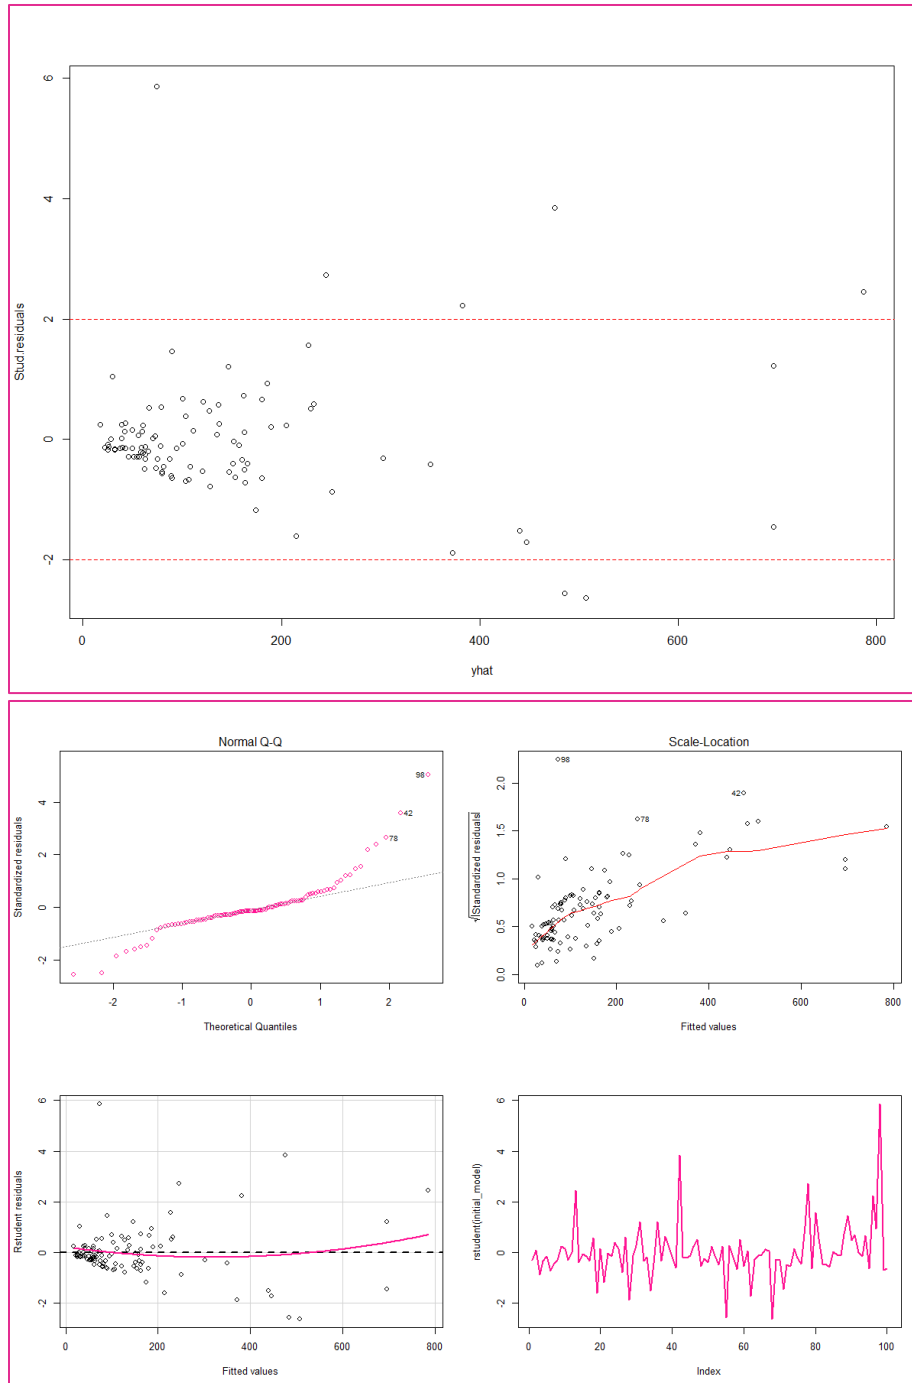 6
4
2
0
-2
Stud.residuals
0 200 400 600 800
yhat
Normal Q-Q
4
2
0
-2
Standardized residuals
98
42
78
-2 -1 0 1 2
Theoretical Quantiles
Scale-Location
2.0
1.5
1.0
0.5
0.0
√|Standardized residuals|
98
42
78
0 200 400 600 800
Fitted values
6
4
2
0
-2
Rstudent residuals
0 200 400 600 800
Fitted values
6
4
2
0
-2
rstudent(initial_model)
0 20 40 60 80 100
Index